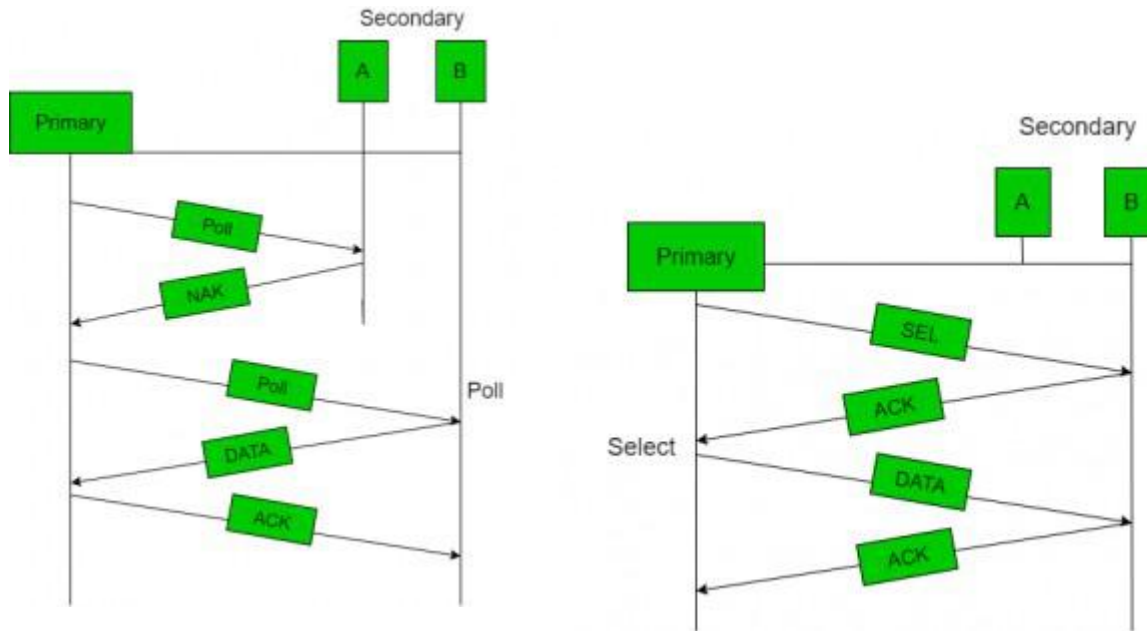 Secondary
A
B
Primary
Poll
NAK
Poll
Poll
DATA
ACK
Secondary
A
B
Primary
SEL
ACK
Select
DATA
ACK